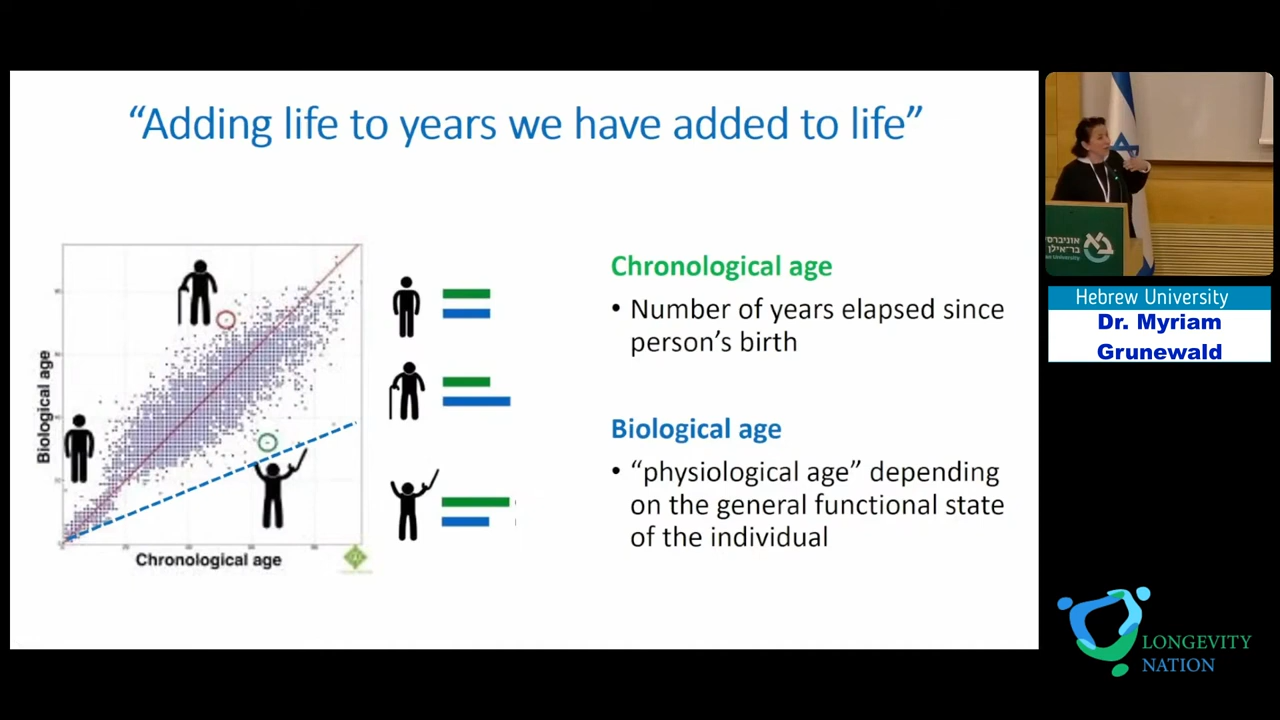 “Adding life to years we have added to life”
Biological age
Chronological age
Chronological age
• Number of years elapsed since
person’s birth
Biological age
• “physiological age” depending
on the general functional state
of the individual
Hebrew University
Dr. Myriam
Grunewald
LONGEVITY
NATION